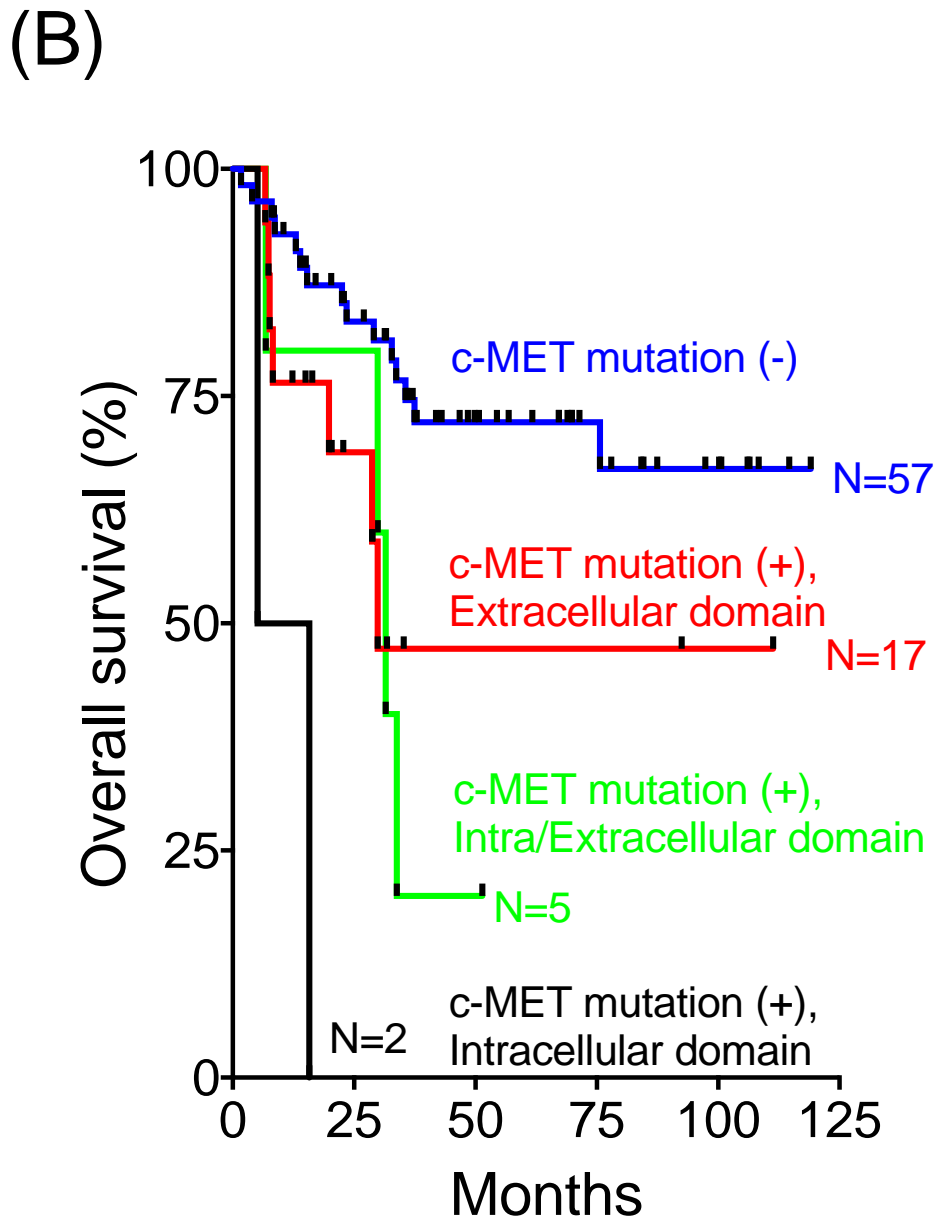 (B)
100
75
50
25
0
Overall survival (%)
c-MET mutation (-)
N=57
c-MET mutation (+),
Extracellular domain
N=17
c-MET mutation (+),
Intra/Extracellular domain
N=5
c-MET mutation (+),
Intracellular domain
N=2
0 25 50 75 100 125
Months